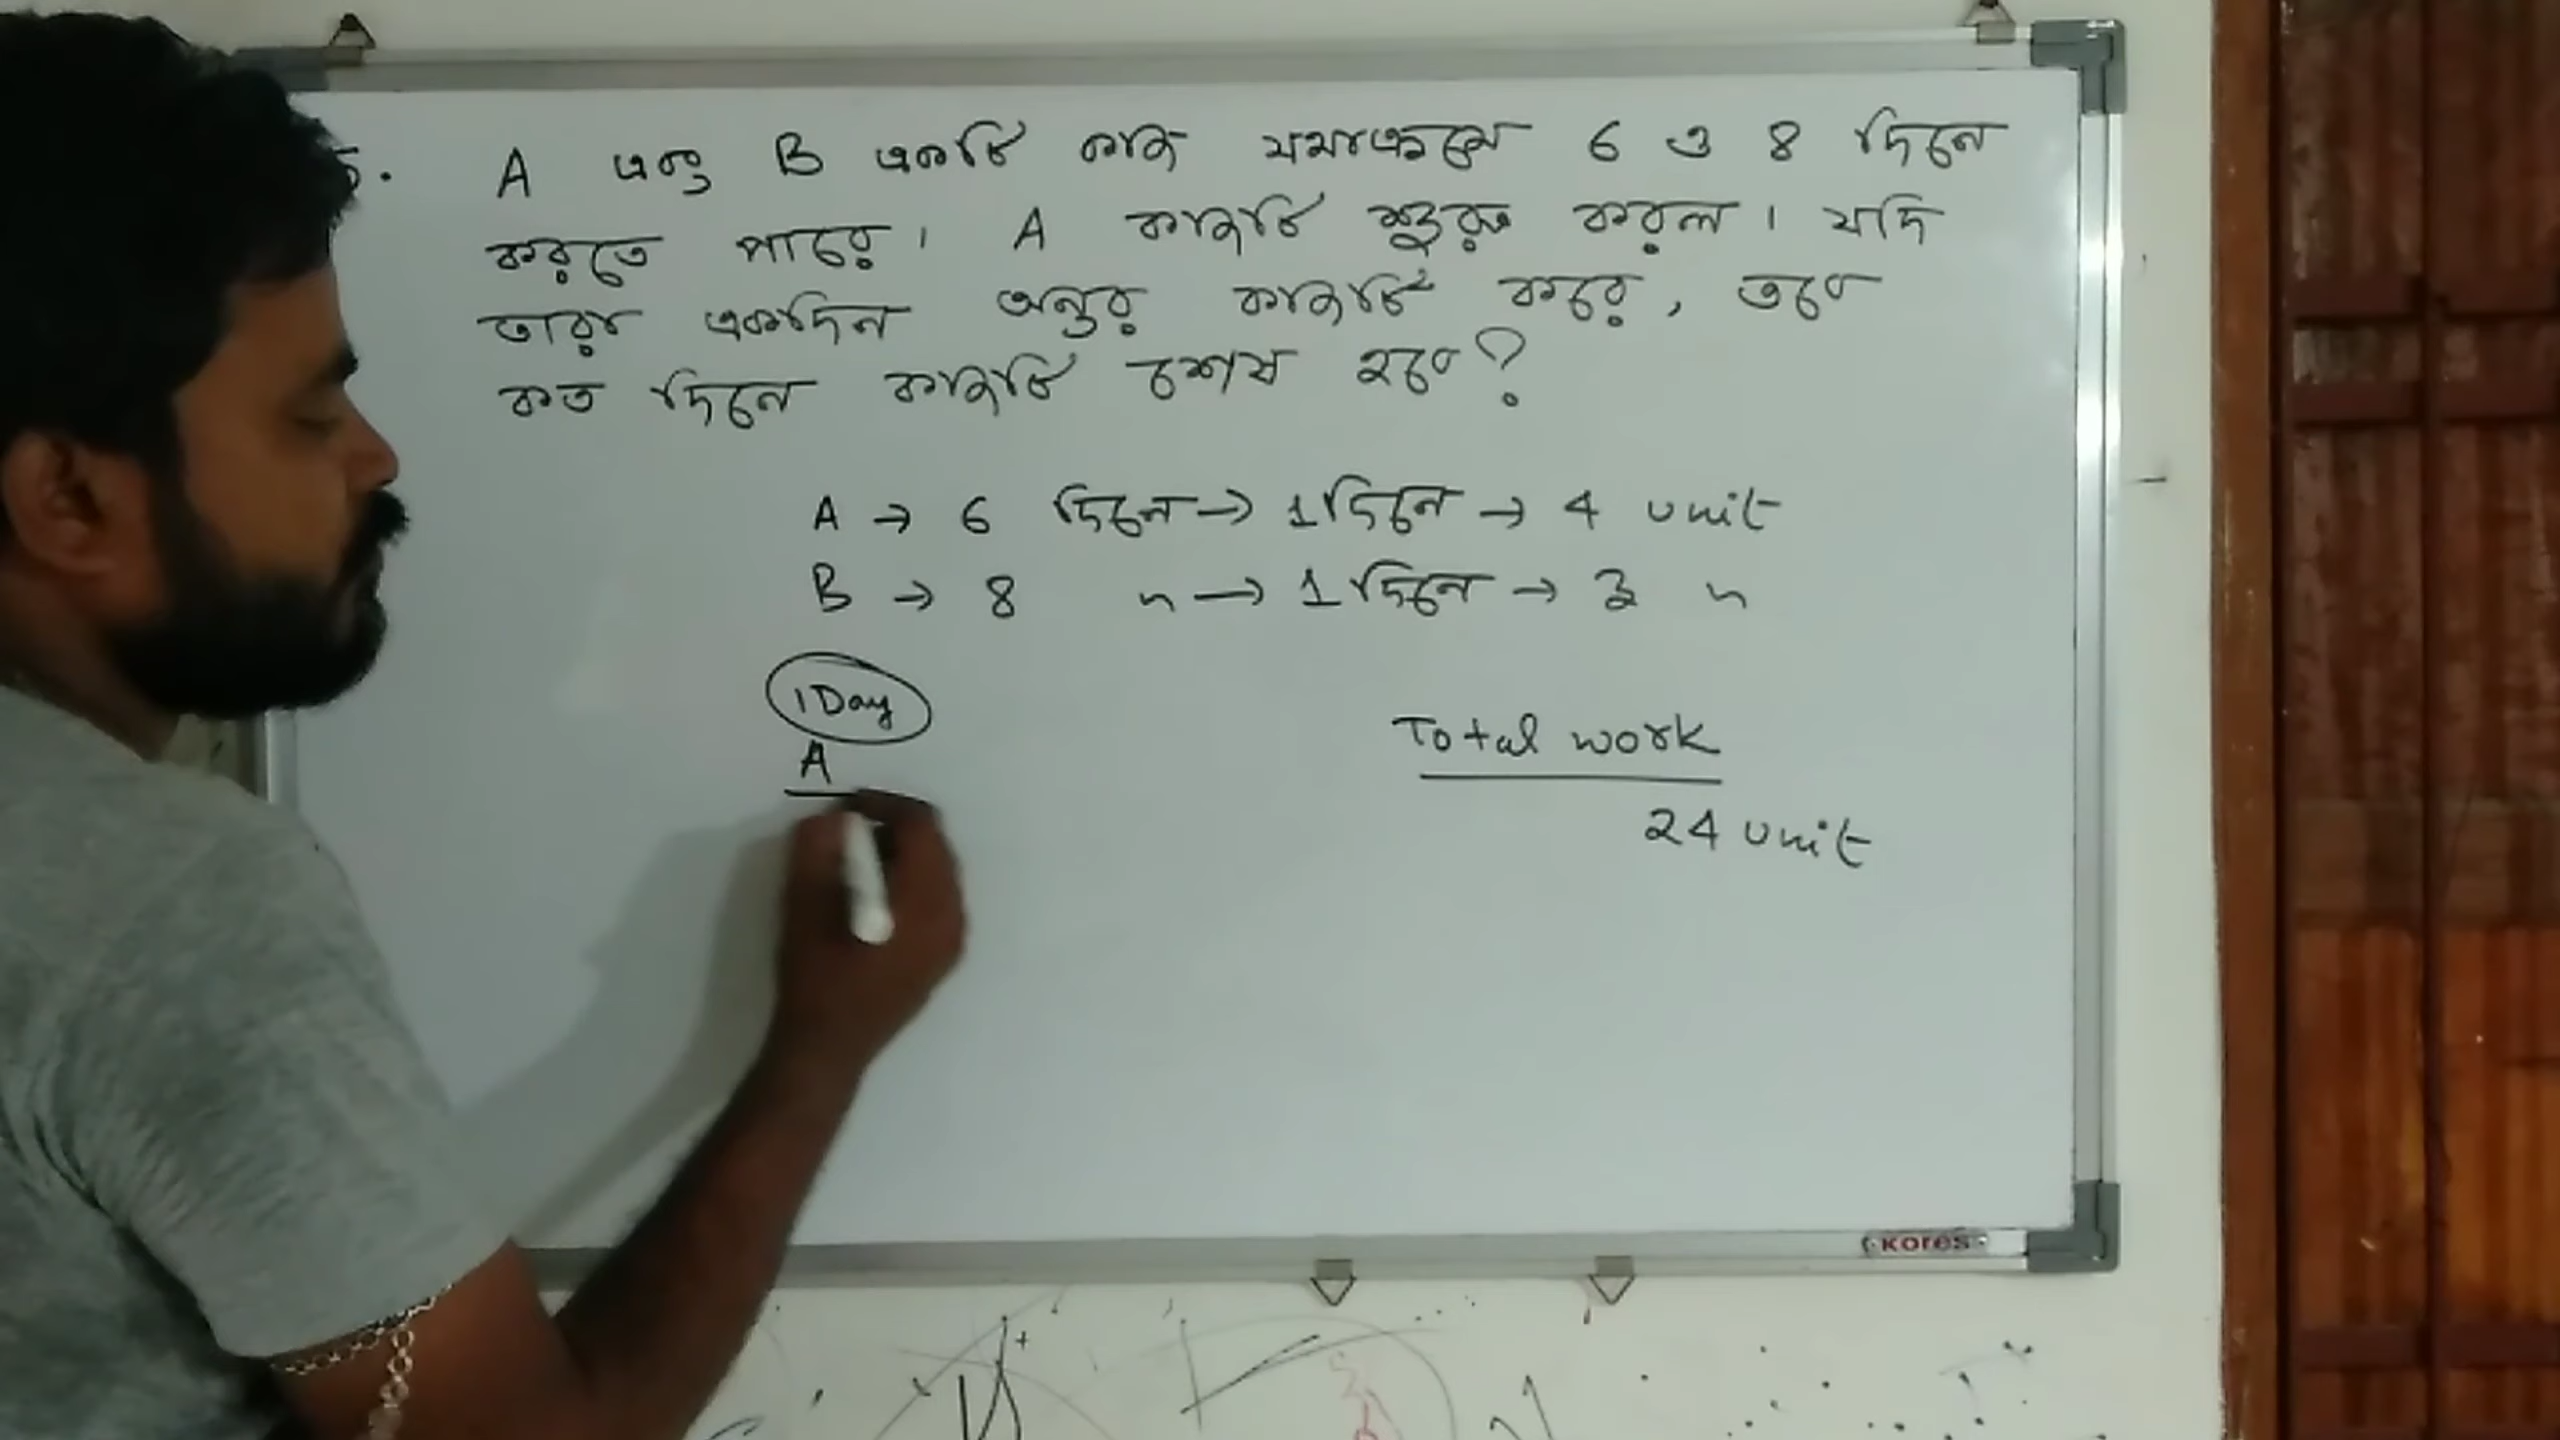 5. A এবং B একটি কাজ যথাক্রমে 6 ও 8 দিনে
করতে পারে। A কাজটি শুরু করল। যদি
তারা একদিন অন্তর কাজটি করে, তবে
কত দিনে কাজটি শেষ হবে?
A → 6 দিনে → 1 দিনে → 4 unit
B → 8 " → 1 দিনে → 3 "
1 Day
A
Total work
24 unit
Kores